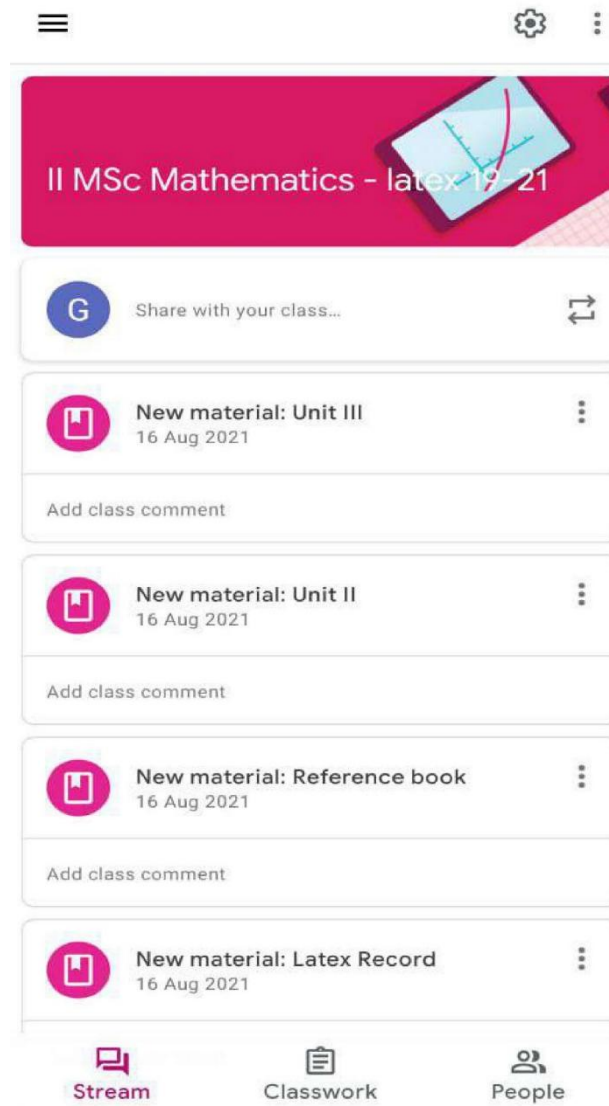 II MSc Mathematics - latex 19-21
G
Share with your class...
New material: Unit III
16 Aug 2021
Add class comment
New material: Unit II
16 Aug 2021
Add class comment
New material: Reference book
16 Aug 2021
Add class comment
New material: Latex Record
16 Aug 2021
Stream Classwork People